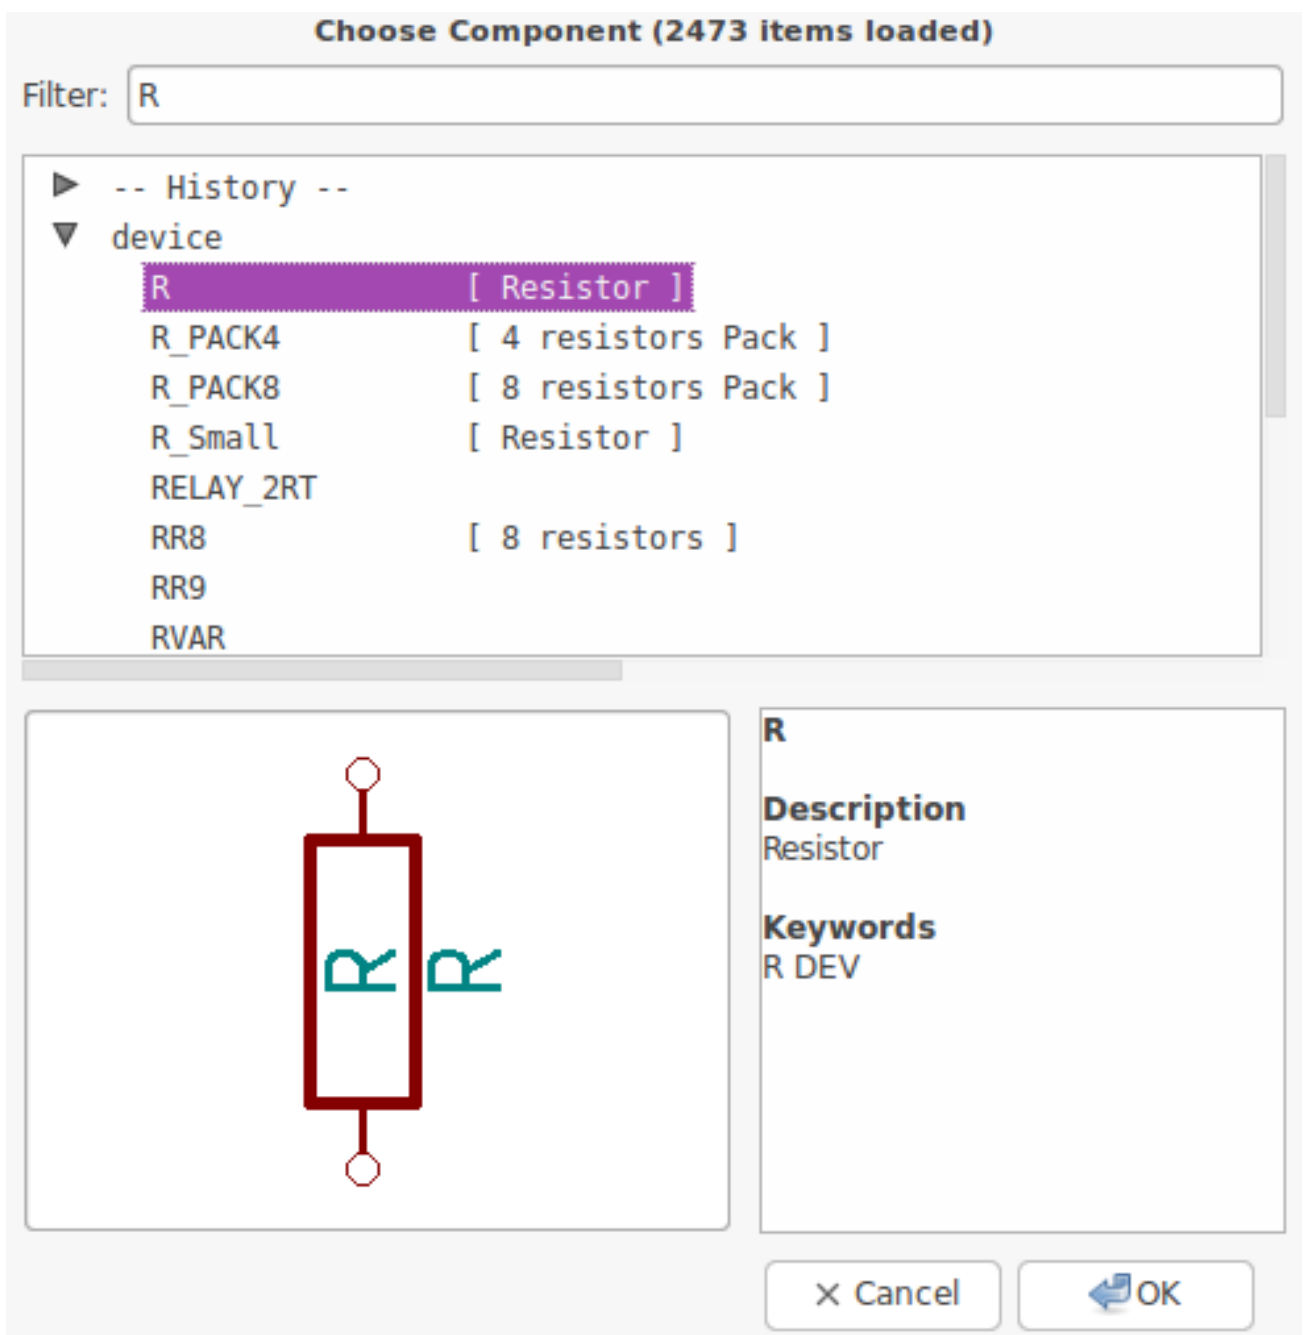 Choose Component (2473 items loaded)
Filter: R
-- History --
device
R [ Resistor ]
R_PACK4 [ 4 resistors Pack ]
R_PACK8 [ 8 resistors Pack ]
R_Small [ Resistor ]
RELAY_2RT
RR8 [ 8 resistors ]
RR9
RVAR
R R
R
Description
Resistor
Keywords
R DEV
Cancel OK